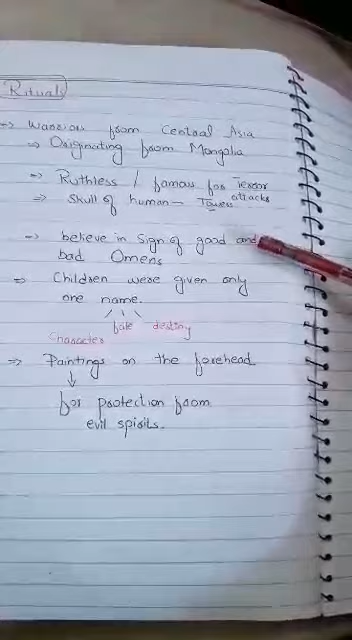 Rituals
⇒ Warriors from Central Asia
⇒ Originating from Mongolia
⇒ Ruthless / famous for Terror attacks
⇒ Skull of human - Towers
⇒ believe in Sign of good and
bad Omens
⇒ Children were given only
one name.
Character fate destiny
⇒ Paintings on the forehead
↓
for protection from
evil spirits.